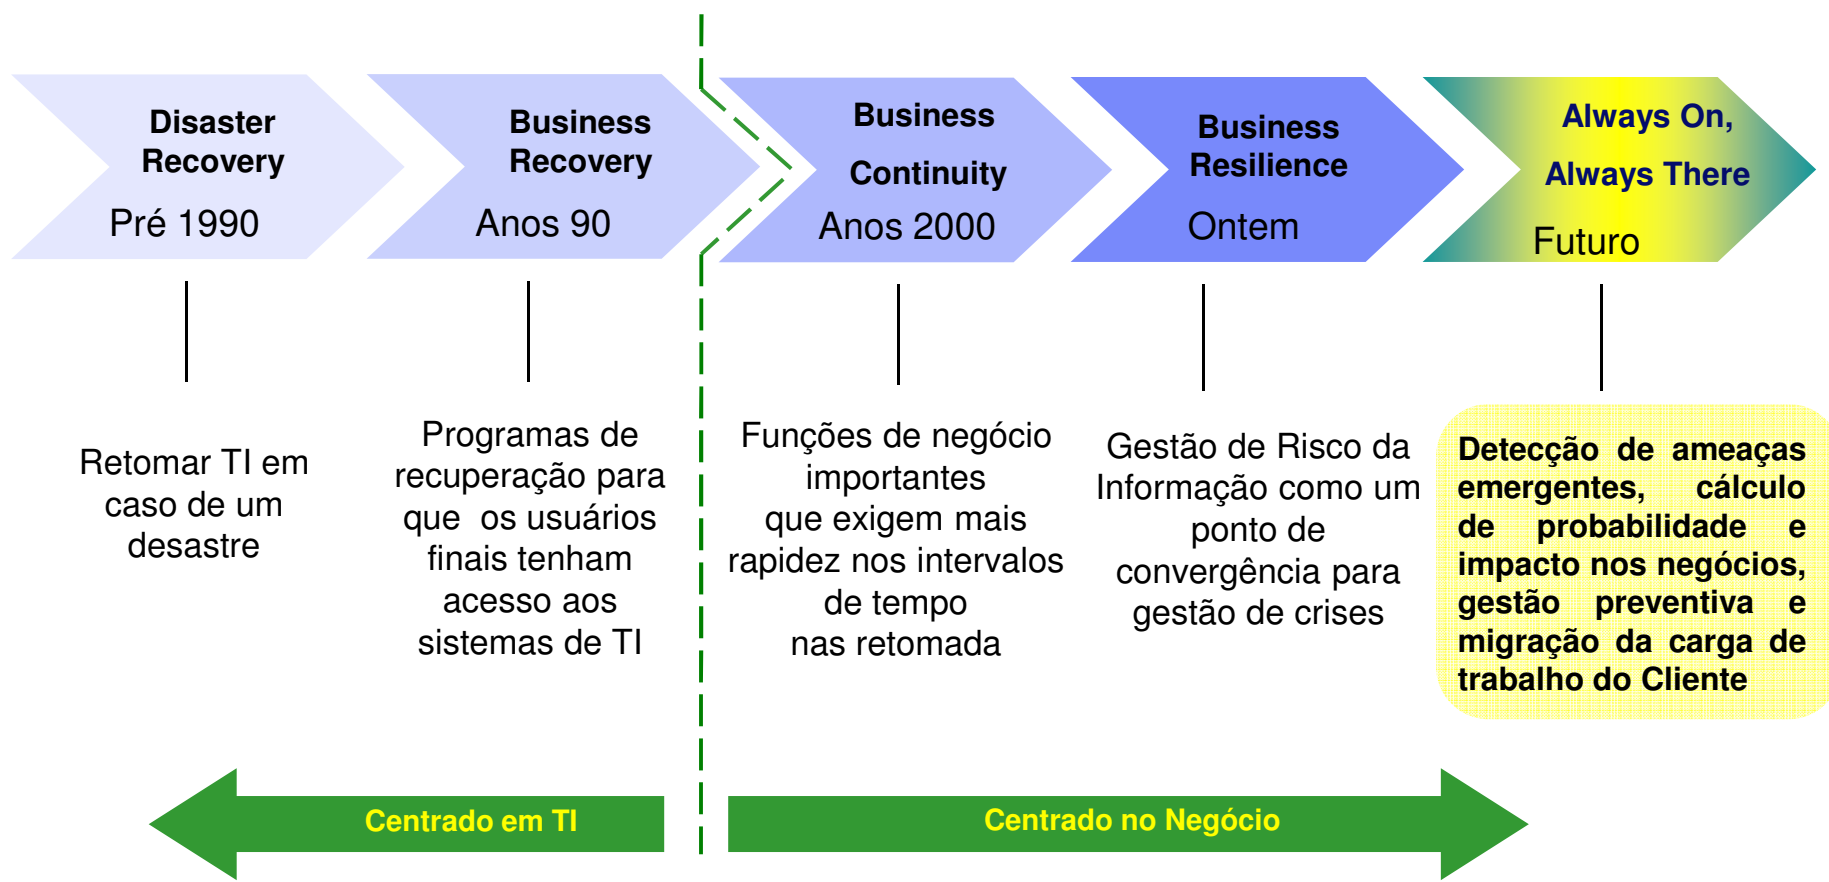 Disaster
Recovery
Pré 1990
Business
Recovery
Anos 90
Business
Continuity
Anos 2000
Business
Resilience
Ontem
Always On,
Always There
Futuro
Retomar TI em
caso de um
desastre
Programas de
recuperação para
que os usuários
finais tenham
acesso aos
sistemas de TI
Funções de negócio
importantes
que exigem mais
rapidez nos intervalos
de tempo
nas retomada
Gestão de Risco da
Informação como um
ponto de
convergência para
gestão de crises
Detecção de ameaças
emergentes, cálculo
de probabilidade e
impacto nos negócios,
gestão preventiva e
migração da carga de
trabalho do Cliente
Centrado em TI
Centrado no Negócio